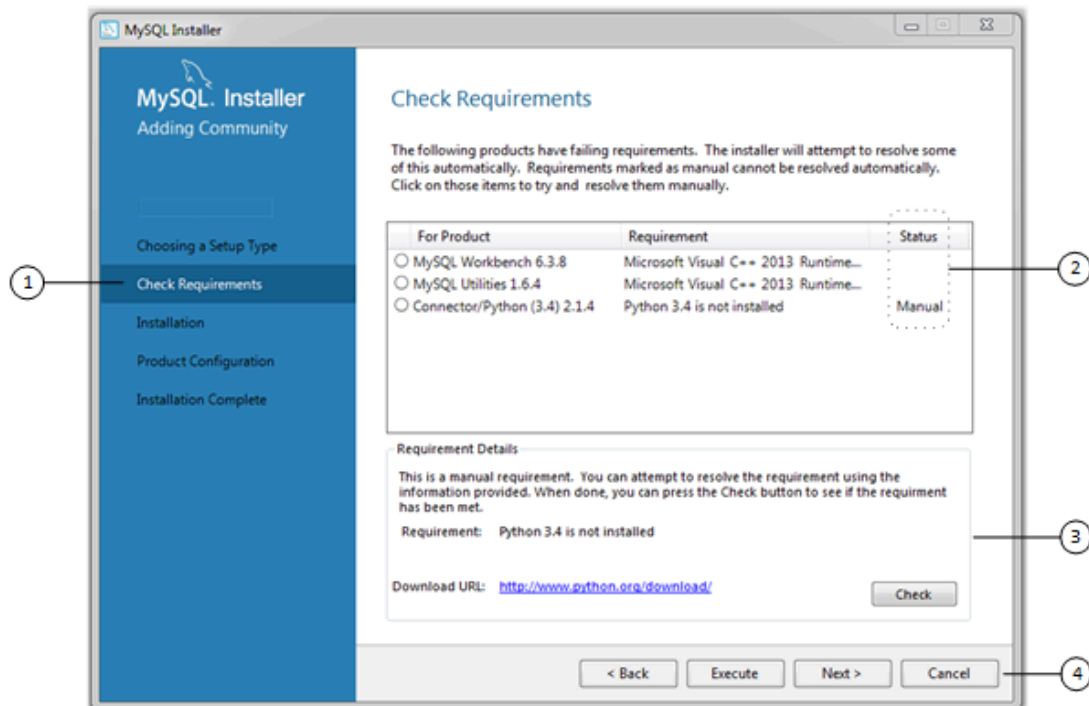 MySQL Installer
MySQL. Installer
Adding Community
Choosing a Setup Type
Check Requirements
Installation
Product Configuration
Installation Complete
Check Requirements
The following products have failing requirements. The installer will attempt to resolve some
of this automatically. Requirements marked as manual cannot be resolved automatically.
Click on those items to try and resolve them manually.
For Product Requirement Status
MySQL Workbench 6.3.8 Microsoft Visual C++ 2013 Runtime...
MySQL Utilities 1.6.4 Microsoft Visual C++ 2013 Runtime...
Connector/Python (3.4) 2.1.4 Python 3.4 is not installed Manual
Requirement Details
This is a manual requirement. You can attempt to resolve the requirement using the
information provided. When done, you can press the Check button to see if the requirment
has been met.
Requirement: Python 3.4 is not installed
Download URL: http://www.python.org/download/
Check
< Back Execute Next > Cancel
1
2
3
4